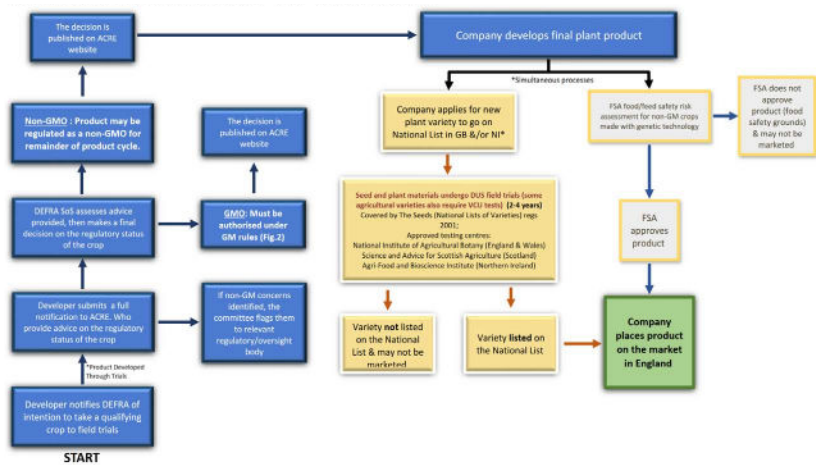 The decision is
published on ACRE
website
Company develops final plant product
*Simultaneous processes
Non-GMO : Product may be
regulated as a non-GMO for
remainder of product cycle.
The decision is
published on ACRE
website
Company applies for new
plant variety to go on
National List in GB &/or NI*
FSA food/feed safety risk
assessment for non-GM crops
made with genetic technology
FSA does not
approve
product (food
safety grounds)
& may not be
marketed
DEFRA SoS assesses advice
provided, then makes a final
decision on the regulatory status
of the crop
GMO: Must be
authorised under
GM rules (Fig.2)
Seed and plant materials undergo DUS field trials (some
agricultural varieties also require VCU tests) (2-4 years)
Covered by The Seeds (National Lists of Varieties) regs
2001;
Approved testing centres:
National Institute of Agricultural Botany (England & Wales)
Science and Advice for Scottish Agriculture (Scotland)
Agri-Food and Bioscience Institute (Northern Ireland)
FSA
approves
product
Developer submits a full
notification to ACRE. Who
provide advice on the regulatory
status of the crop
If non-GM concerns
identified, the
committee flags them
to relevant
regulatory/oversight
body
Variety not listed
on the National
List & may not be
marketed
Variety listed on
the National List
Company
places product
on the market
in England
*Product Developed
Through Trials
Developer notifies DEFRA of
intention to take a qualifying
crop to field trials
START